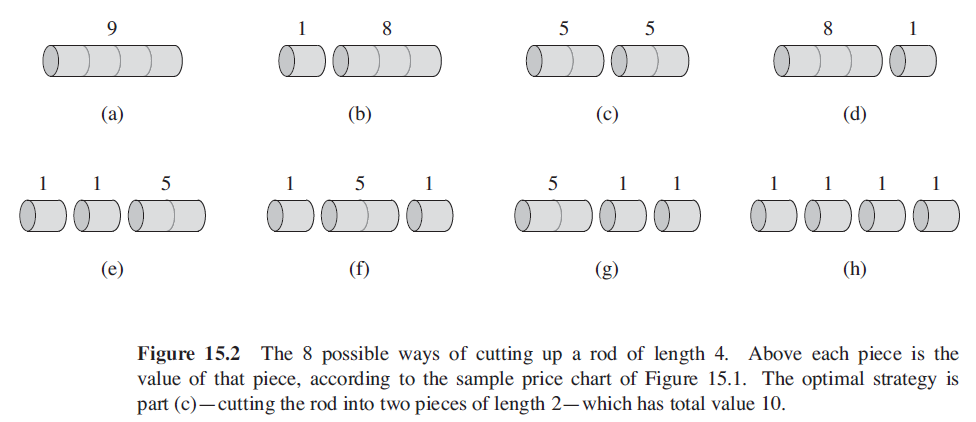 9
1 8
5 5
8 1
(a) (b) (c) (d)
1 1 5
1 5 1
5 1 1
1 1 1 1
(e) (f) (g) (h)
Figure 15.2 The 8 possible ways of cutting up a rod of length 4. Above each piece is the
value of that piece, according to the sample price chart of Figure 15.1. The optimal strategy is
part (c)—cutting the rod into two pieces of length 2—which has total value 10.